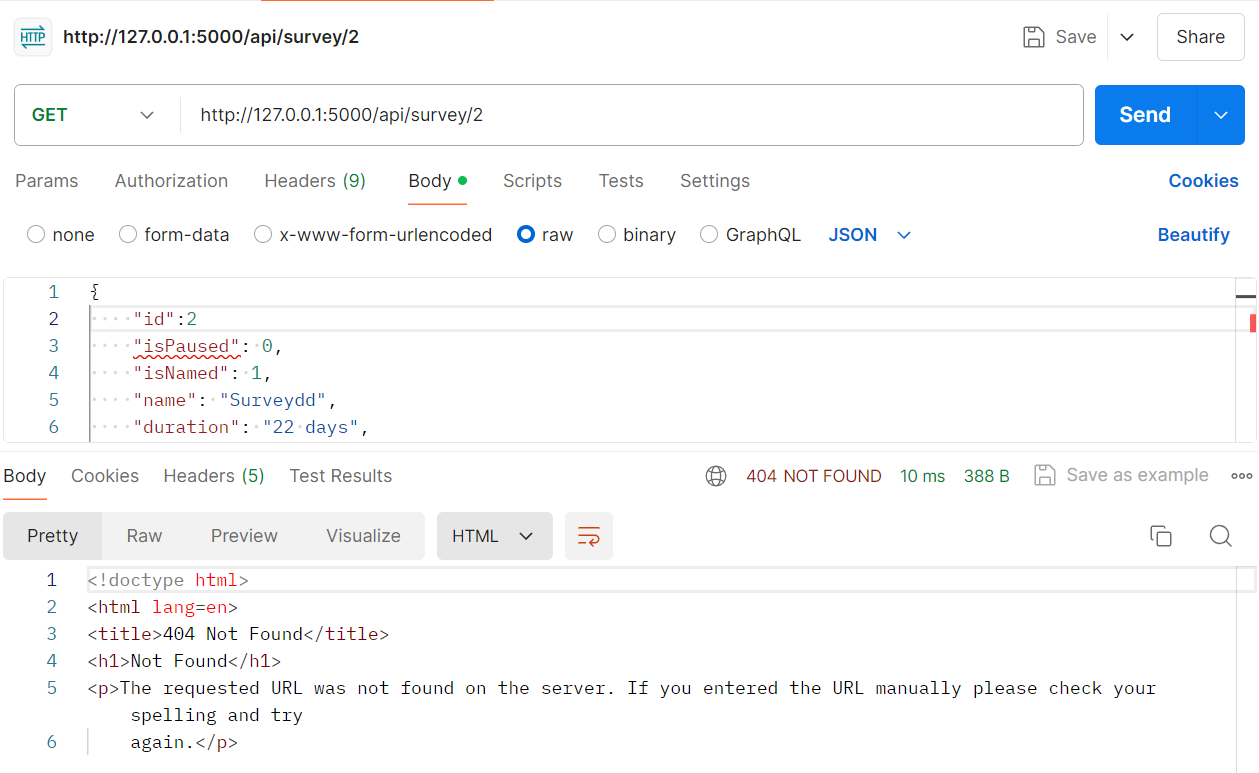 HTTP http://127.0.0.1:5000/api/survey/2 Save Share
GET http://127.0.0.1:5000/api/survey/2 Send
Params Authorization Headers (9) Body Scripts Tests Settings Cookies
none form-data x-www-form-urlencoded raw binary GraphQL JSON Beautify
1 {
2 "id":2
3 "isPaused": 0,
4 "isNamed": 1,
5 "name": "Surveydd",
6 "duration": "22 days",
Body Cookies Headers (5) Test Results 404 NOT FOUND 10 ms 388 B Save as example
Pretty Raw Preview Visualize HTML
1 <!doctype html>
2 <html lang=en>
3 <title>404 Not Found</title>
4 <h1>Not Found</h1>
5 <p>The requested URL was not found on the server. If you entered the URL manually please check your
spelling and try
6 again.</p>